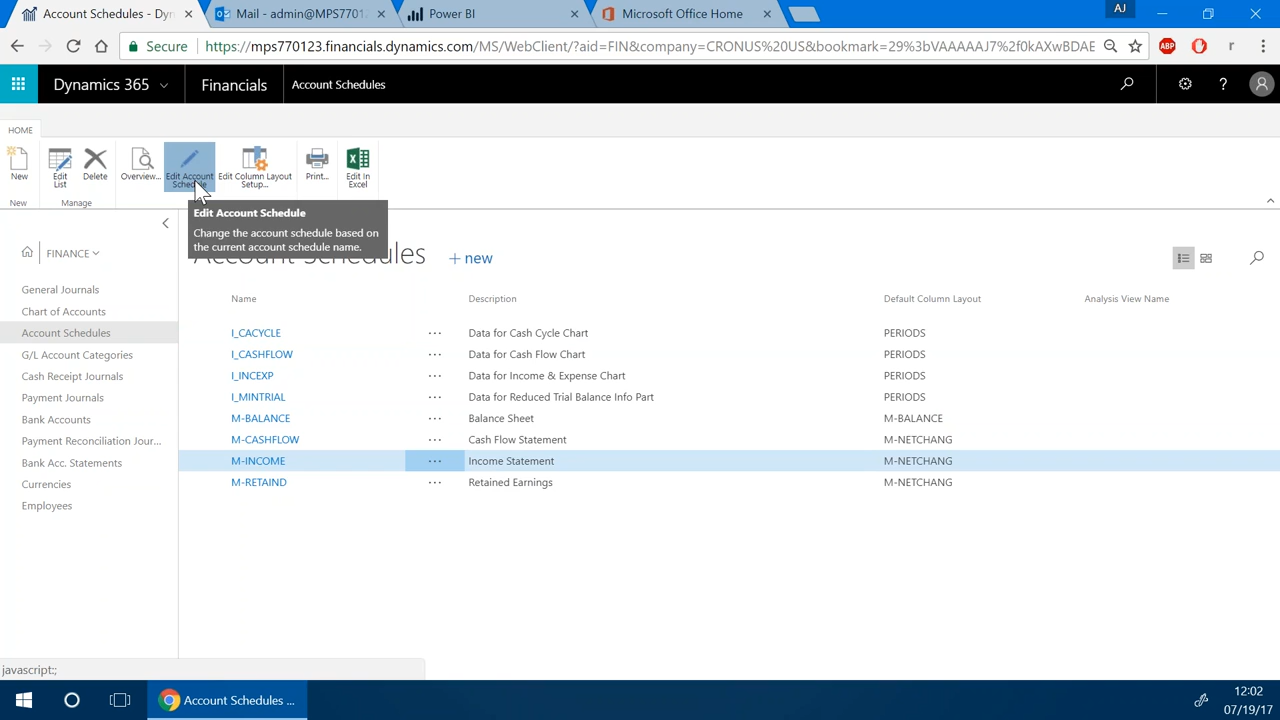 Account Schedules - Dyn
Mail - admin@MPS7701
Power BI
Microsoft Office Home
AJ
Secure
https://mps770123.financials.dynamics.com/MS/WebClient/?aid=FIN&company=CRONUS%20US&bookmark=29%3bVAAAAAJ7%2f0kAXwBDAE
ABP
r
Dynamics 365
Financials
Account Schedules
?
HOME
New
Edit List
Delete
Overview...
Edit Account Schedule
Edit Column Layout Setup...
Print...
Edit In Excel
New
Manage
Edit Account Schedule
Change the account schedule based on
the current account schedule name.
Account Schedules
+ new
FINANCE
General Journals
Chart of Accounts
Account Schedules
G/L Account Categories
Cash Receipt Journals
Payment Journals
Bank Accounts
Payment Reconciliation Jour...
Bank Acc. Statements
Currencies
Employees
Name Description Default Column Layout Analysis View Name
I_CACYCLE ... Data for Cash Cycle Chart PERIODS
I_CASHFLOW ... Data for Cash Flow Chart PERIODS
I_INCEXP ... Data for Income & Expense Chart PERIODS
I_MINTRIAL ... Data for Reduced Trial Balance Info Part PERIODS
M-BALANCE ... Balance Sheet M-BALANCE
M-CASHFLOW ... Cash Flow Statement M-NETCHANG
M-INCOME ... Income Statement M-NETCHANG
M-RETAIND ... Retained Earnings M-NETCHANG
javascript:;
Account Schedules ...
12:02
07/19/17